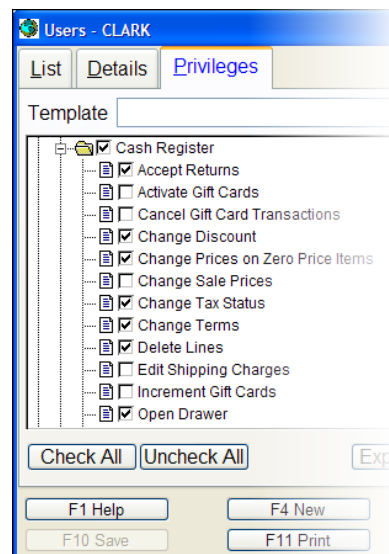 Users - CLARK
List Details Privileges
Template
Cash Register
Accept Returns
Activate Gift Cards
Cancel Gift Card Transactions
Change Discount
Change Prices on Zero Price Items
Change Sale Prices
Change Tax Status
Change Terms
Delete Lines
Edit Shipping Charges
Increment Gift Cards
Open Drawer
Check All Uncheck All Exp
F1 Help F4 New
F10 Save F11 Print